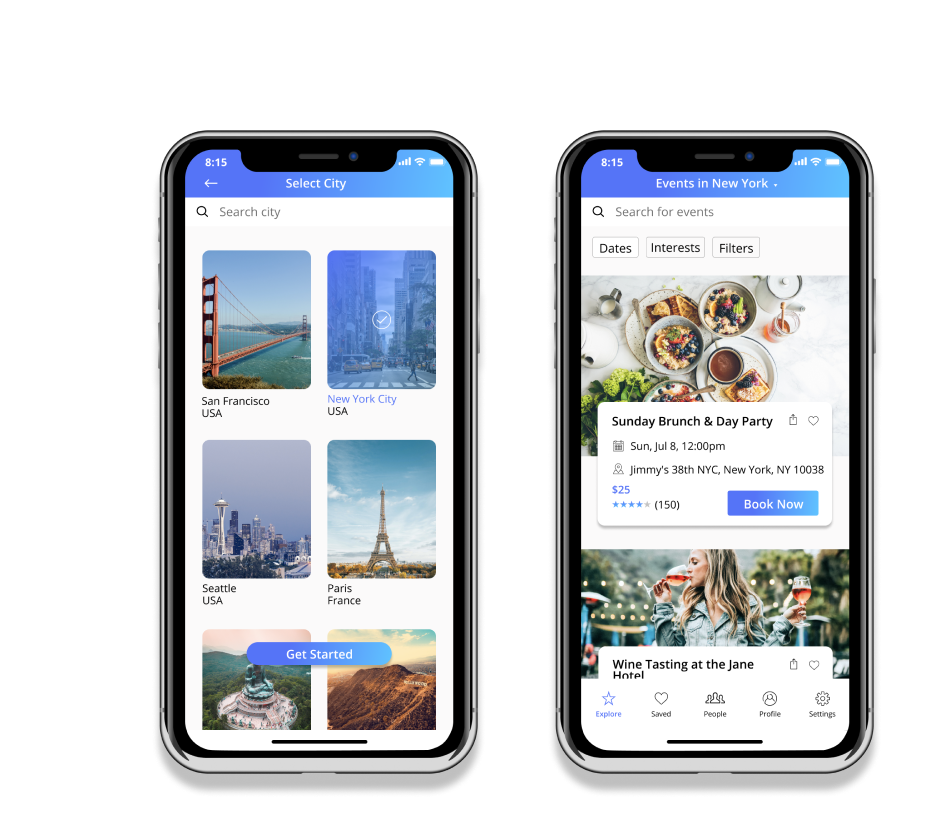 8:15
Select City
Search city
San Francisco
USA
New York City
USA
Seattle
USA
Paris
France
Get Started
8:15
Events in New York
Search for events
Dates
Interests
Filters
Sunday Brunch & Day Party
Sun, Jul 8, 12:00pm
Jimmy's 38th NYC, New York, NY 10038
$25
(150)
Book Now
Wine Tasting at the Jane
Hotel
Explore
Saved
People
Profile
Settings